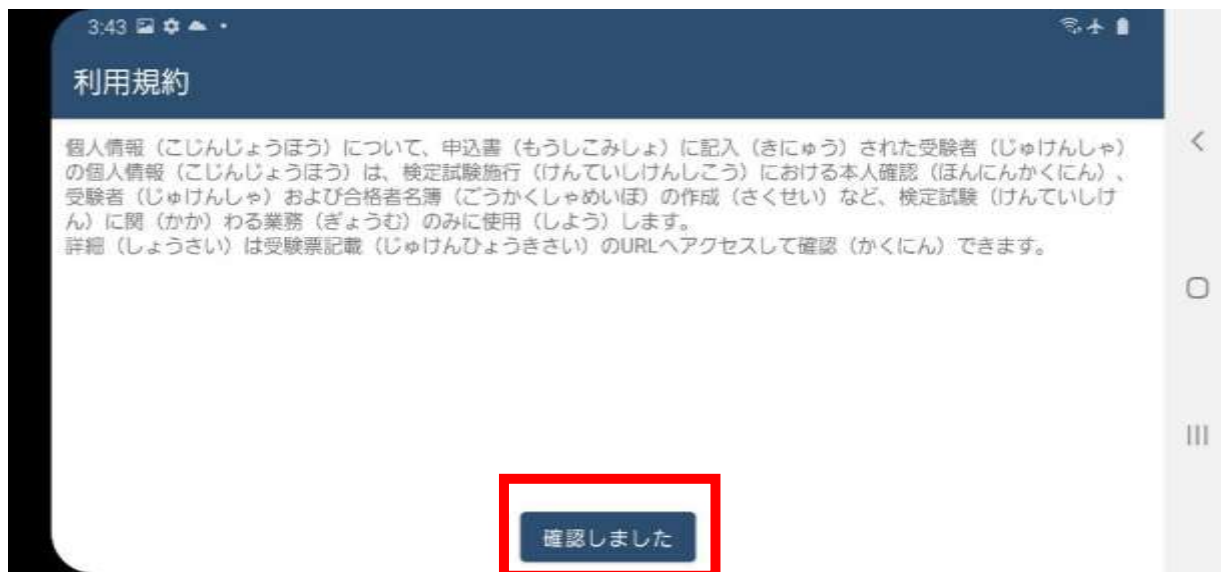 3:43
利用規約
個人情報（こじんじょうほう）について、申込書（もうしこみしょ）に記入（きにゅう）された受験者（じゅけんしゃ）
の個人情報（こじんじょうほう）は、検定試験施行（けんていしけんしこう）における本人確認（ほんにんかくにん）、
受験者（じゅけんしゃ）および合格者名簿（ごうかくしゃめいぼ）の作成（さくせい）など、検定試験（けんていしけ
ん）に関（かか）わる業務（ぎょうむ）のみに使用（しよう）します。
詳細（しょうさい）は受験票記載（じゅけんひょうきさい）のURLへアクセスして確認（かくにん）できます。
確認しました